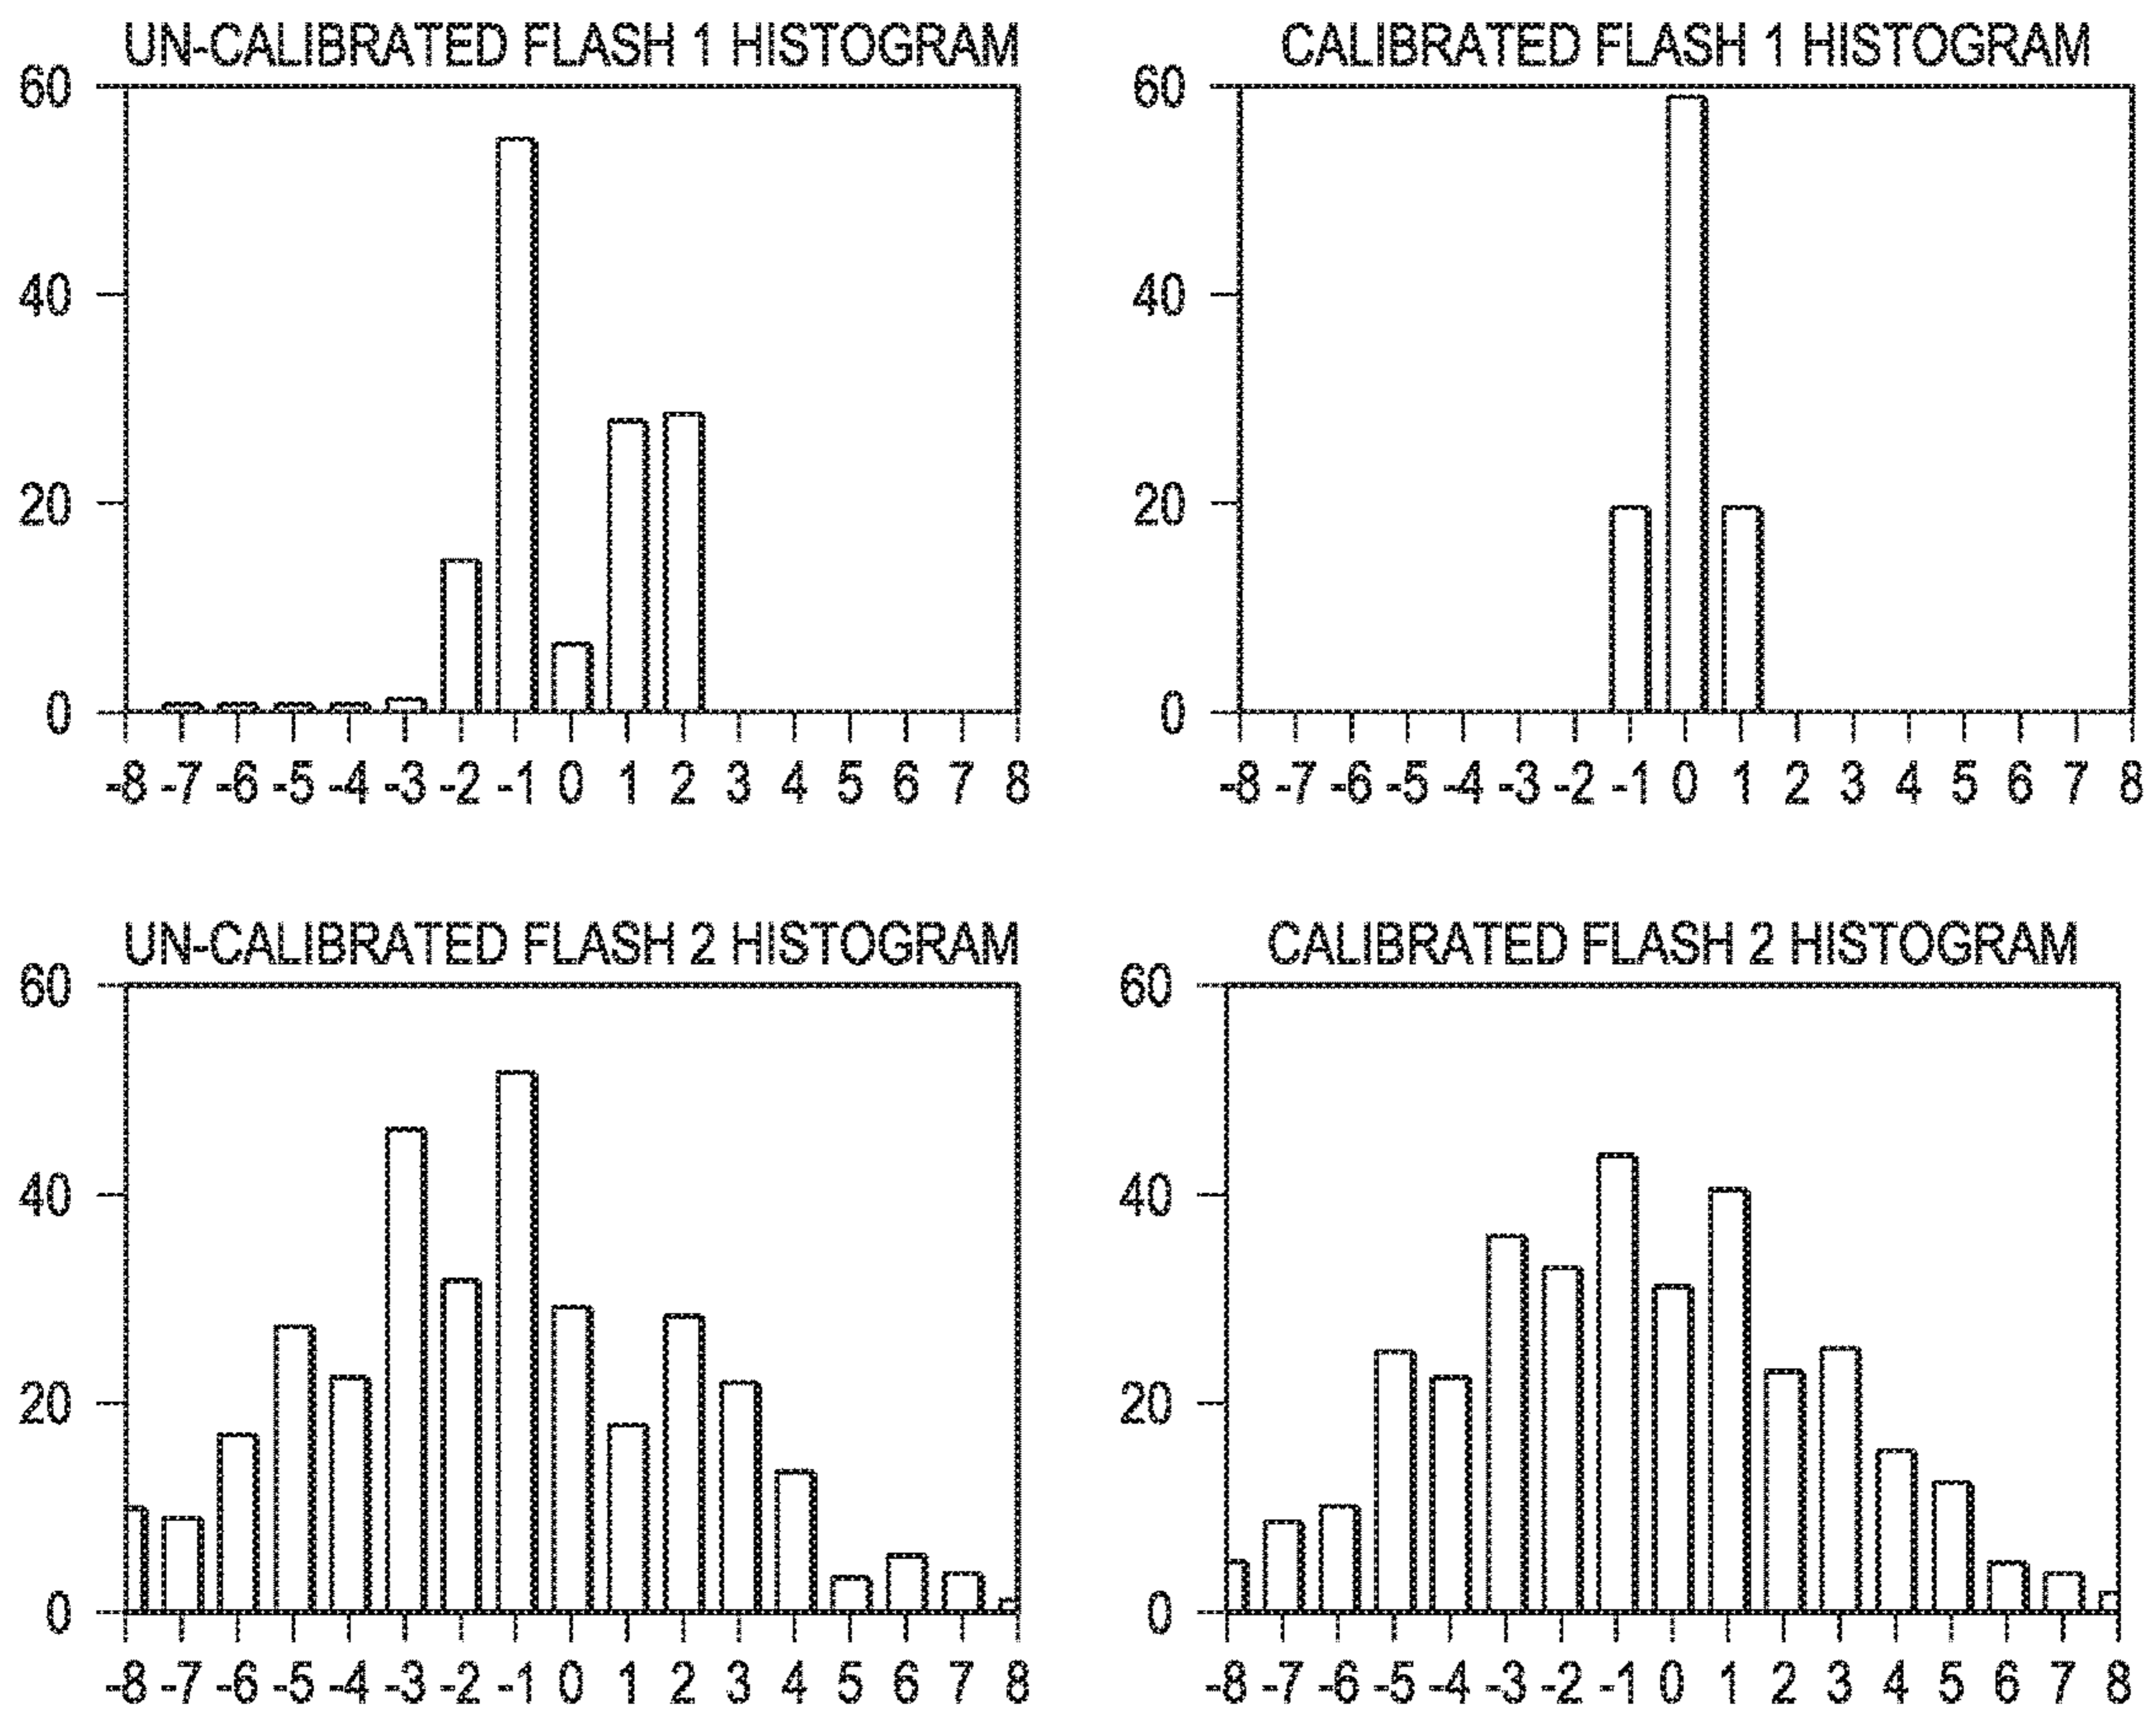 UN-CALIBRATED FLASH 1 HISTOGRAM
60
40
20
0
-8 -7 -6 -5 -4 -3 -2 -1 0 1 2 3 4 5 6 7 8
CALIBRATED FLASH 1 HISTOGRAM
60
40
20
0
-8 -7 -6 -5 -4 -3 -2 -1 0 1 2 3 4 5 6 7 8
UN-CALIBRATED FLASH 2 HISTOGRAM
60
40
20
0
-8 -7 -6 -5 -4 -3 -2 -1 0 1 2 3 4 5 6 7 8
CALIBRATED FLASH 2 HISTOGRAM
60
40
20
0
-8 -7 -6 -5 -4 -3 -2 -1 0 1 2 3 4 5 6 7 8